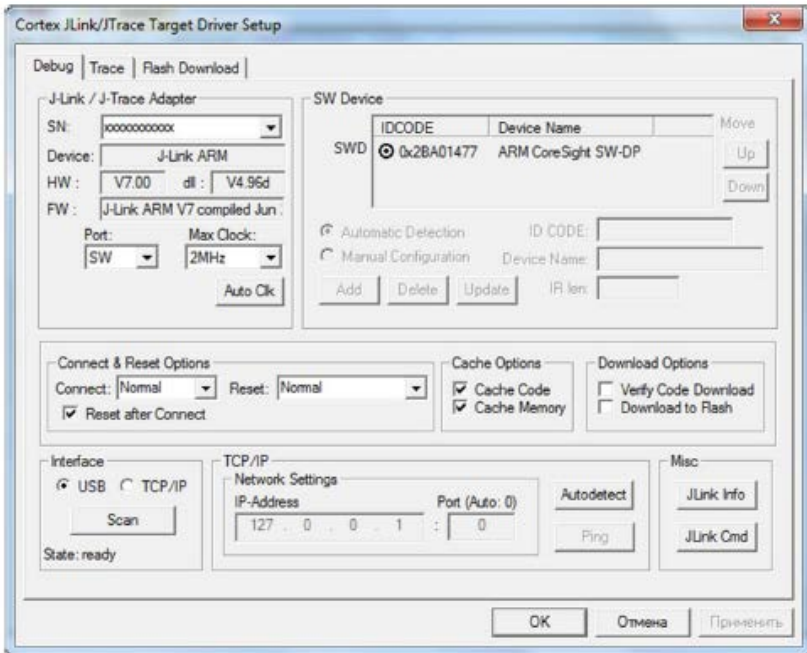 Cortex JLink/JTrace Target Driver Setup
Debug Trace Flash Download
J-Link / J-Trace Adapter
SN: xxxxxxxxxxx
Device: J-Link ARM
HW : V7.00 dll : V4.96d
FW : J-Link ARM V7 compiled Jun
Port: Max Clock:
SW 2MHz
Auto Clk
SW Device
IDCODE Device Name Move
SWD 0x2BA01477 ARM CoreSight SW-DP Up
Down
Automatic Detection ID CODE:
Manual Configuration Device Name:
Add Delete Update IR len:
Connect & Reset Options
Connect: Normal Reset: Normal
Reset after Connect
Cache Options
Cache Code
Cache Memory
Download Options
Verify Code Download
Download to Flash
Interface
USB TCP/IP
Scan
State: ready
TCP/IP
Network Settings
IP-Address Port (Auto: 0)
127 . 0 . 0 . 1 : 0
Autodetect
Ping
Misc
JLink Info
JLink Cmd
OK Отмена Применить